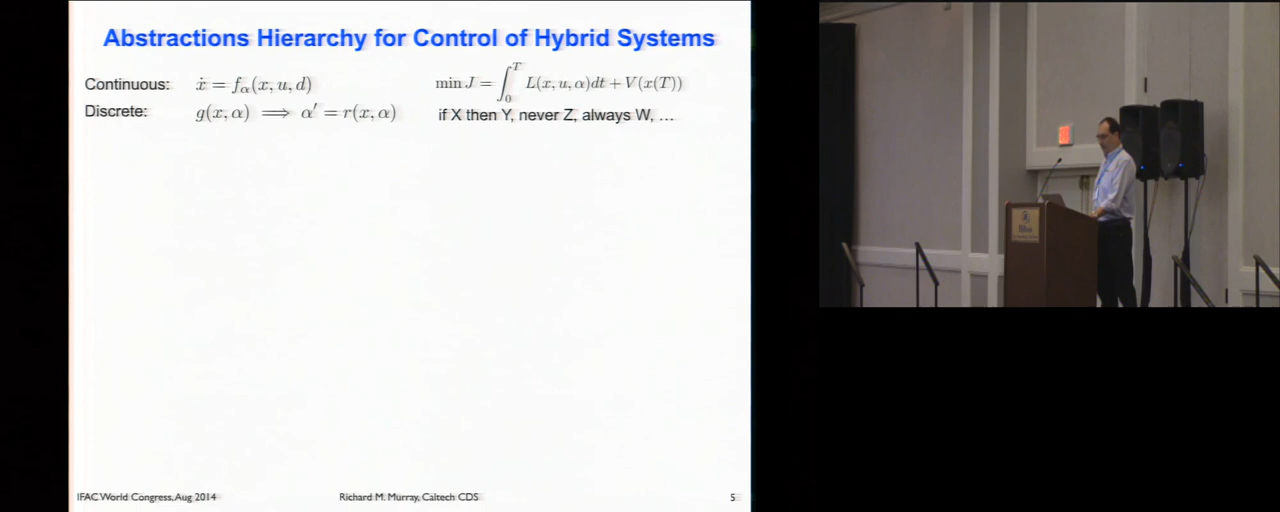 Abstractions Hierarchy for Control of Hybrid Systems
Continuous: ẋ = f_α(x, u, d) min J = ∫_0^T L(x, u, α)dt + V(x(T))
Discrete: g(x, α) ⟹ α′ = r(x, α) if X then Y, never Z, always W, …
IFAC World Congress, Aug 2014 Richard M. Murray, Caltech CDS 5